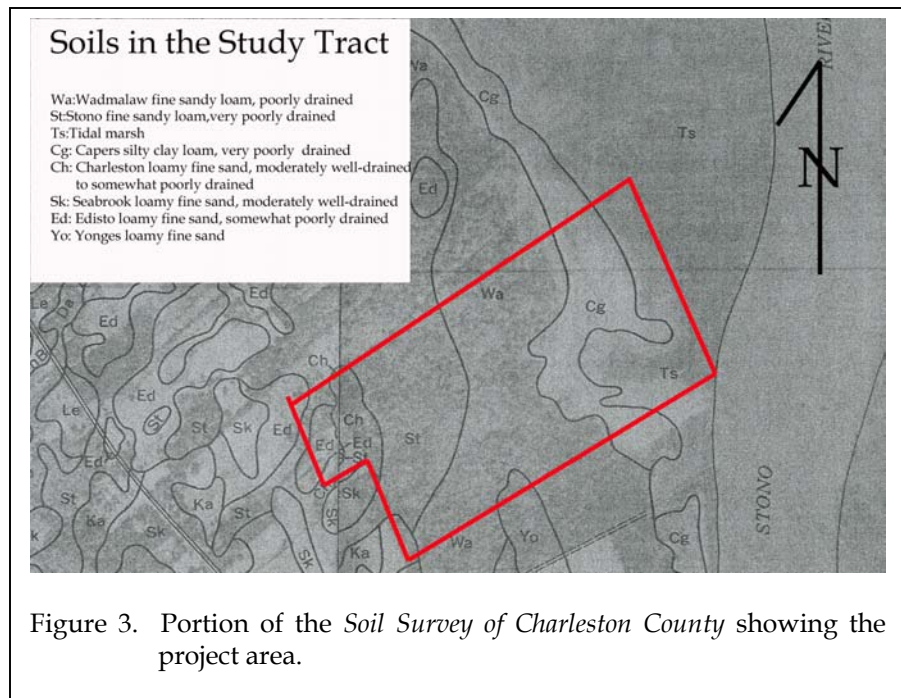 Soils in the Study Tract
Wa:Wadmalaw fine sandy loam, poorly drained
St:Stono fine sandy loam,very poorly drained
Ts:Tidal marsh
Cg: Capers silty clay loam, very poorly drained
Ch: Charleston loamy fine sand, moderately well-drained
to somewhat poorly drained
Sk: Seabrook loamy fine sand, moderately well-drained
Ed: Edisto loamy fine sand, somewhat poorly drained
Yo: Yonges loamy fine sand
Wa
Cg
RIVER
Ts
N
Ed
Wa
Cg
Le
Da
Ed
Ed
Ch
Ts
Ed
Le
St
St
Sk
Ed
Ch
Ed
Ed
St
St
Ed
Sk
Sk
St
Ka
St
Ka
Sk
Sk
Ka
Wa
Yo
Cg
STONO
Figure 3. Portion of the Soil Survey of Charleston County showing the
project area.